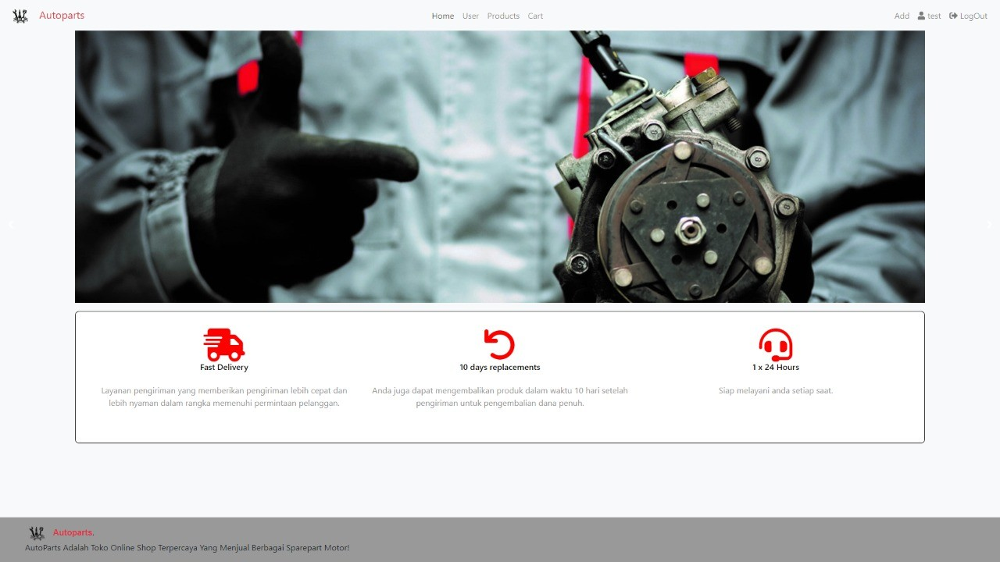 Autoparts
Home User Products Cart
Add test LogOut
Fast Delivery
Layanan pengiriman yang memberikan pengiriman lebih cepat dan
lebih nyaman dalam rangka memenuhi permintaan pelanggan.
10 days replacements
Anda juga dapat mengembalikan produk dalam waktu 10 hari setelah
pengiriman untuk pengembalian dana penuh.
1 x 24 Hours
Siap melayani anda setiap saat.
Autoparts.
AutoParts Adalah Toko Online Shop Terpercaya Yang Menjual Berbagai Sparepart Motor!